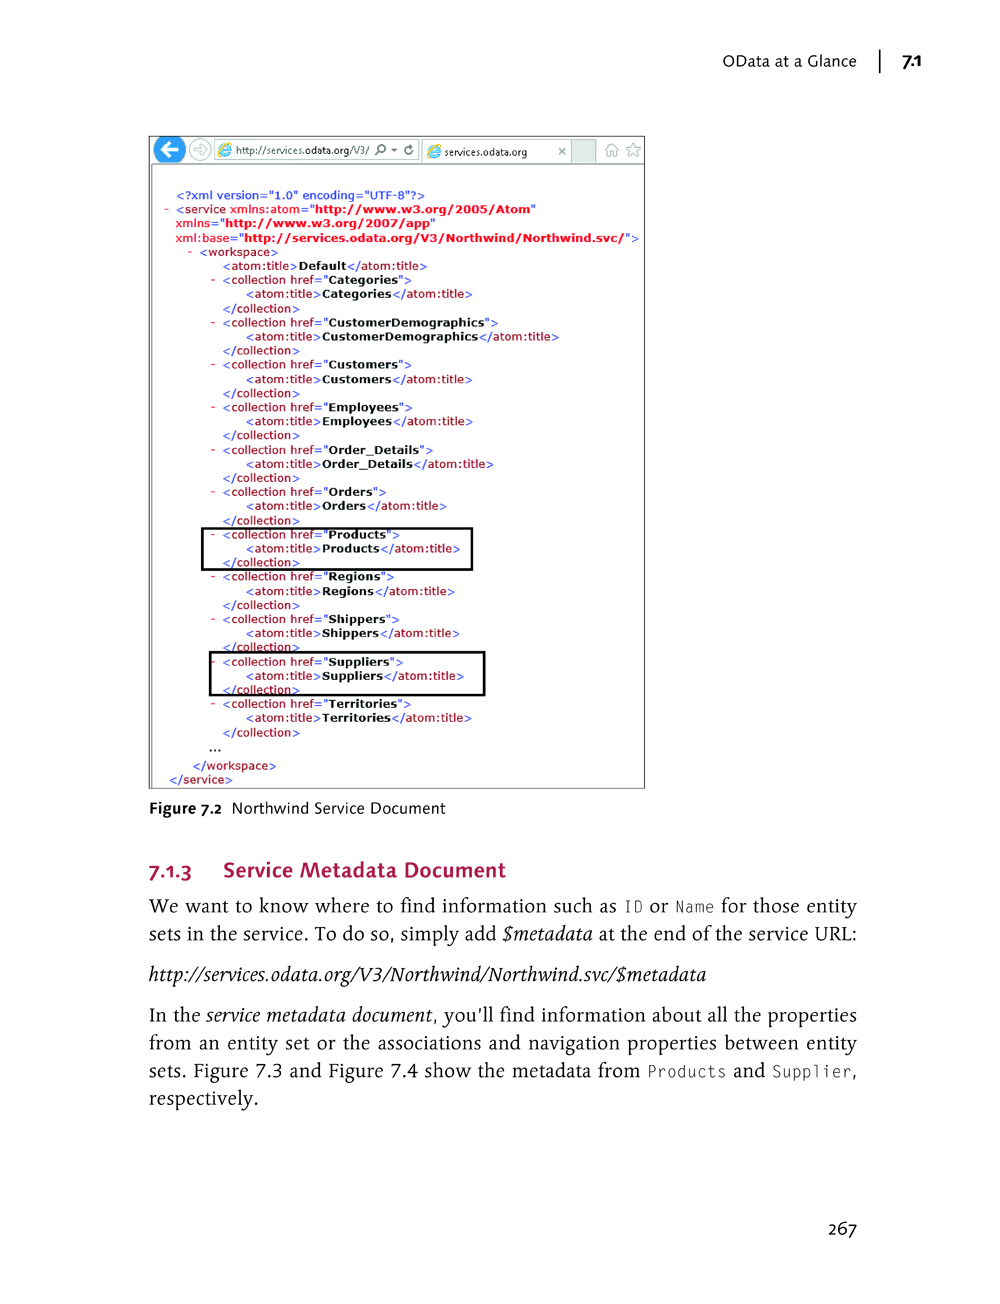 OData at a Glance | 7.1
http://services.odata.org/V3/ services.odata.org
<?xml version="1.0" encoding="UTF-8"?>
- <service xmlns:atom="http://www.w3.org/2005/Atom"
xmlns="http://www.w3.org/2007/app"
xml:base="http://services.odata.org/V3/Northwind/Northwind.svc/">
- <workspace>
<atom:title>Default</atom:title>
- <collection href="Categories">
<atom:title>Categories</atom:title>
</collection>
- <collection href="CustomerDemographics">
<atom:title>CustomerDemographics</atom:title>
</collection>
- <collection href="Customers">
<atom:title>Customers</atom:title>
</collection>
- <collection href="Employees">
<atom:title>Employees</atom:title>
</collection>
- <collection href="Order_Details">
<atom:title>Order_Details</atom:title>
</collection>
- <collection href="Orders">
<atom:title>Orders</atom:title>
</collection>
- <collection href="Products">
<atom:title>Products</atom:title>
</collection>
- <collection href="Regions">
<atom:title>Regions</atom:title>
</collection>
- <collection href="Shippers">
<atom:title>Shippers</atom:title>
</collection>
- <collection href="Suppliers">
<atom:title>Suppliers</atom:title>
</collection>
- <collection href="Territories">
<atom:title>Territories</atom:title>
</collection>
...
</workspace>
</service>
Figure 7.2 Northwind Service Document
7.1.3 Service Metadata Document
We want to know where to find information such as ID or Name for those entity
sets in the service. To do so, simply add $metadata at the end of the service URL:
http://services.odata.org/V3/Northwind/Northwind.svc/$metadata
In the service metadata document, you'll find information about all the properties
from an entity set or the associations and navigation properties between entity
sets. Figure 7.3 and Figure 7.4 show the metadata from Products and Supplier,
respectively.
267